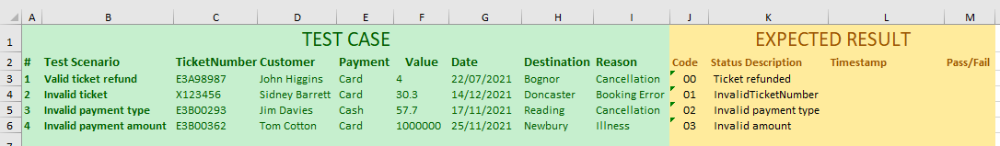 A B C D E F G H I J K L M
1 TEST CASE EXPECTED RESULT
2 # Test Scenario TicketNumber Customer Payment Value Date Destination Reason Code Status Description Timestamp Pass/Fail
3 1 Valid ticket refund E3A98987 John Higgins Card 4 22/07/2021 Bognor Cancellation 00 Ticket refunded
4 2 Invalid ticket X123456 Sidney Barrett Card 30.3 14/12/2021 Doncaster Booking Error 01 InvalidTicketNumber
5 3 Invalid payment type E3B00293 Jim Davies Cash 57.7 17/11/2021 Reading Cancellation 02 Invalid payment type
6 4 Invalid payment amount E3B00362 Tom Cotton Card 1000000 25/11/2021 Newbury Illness 03 Invalid amount
7